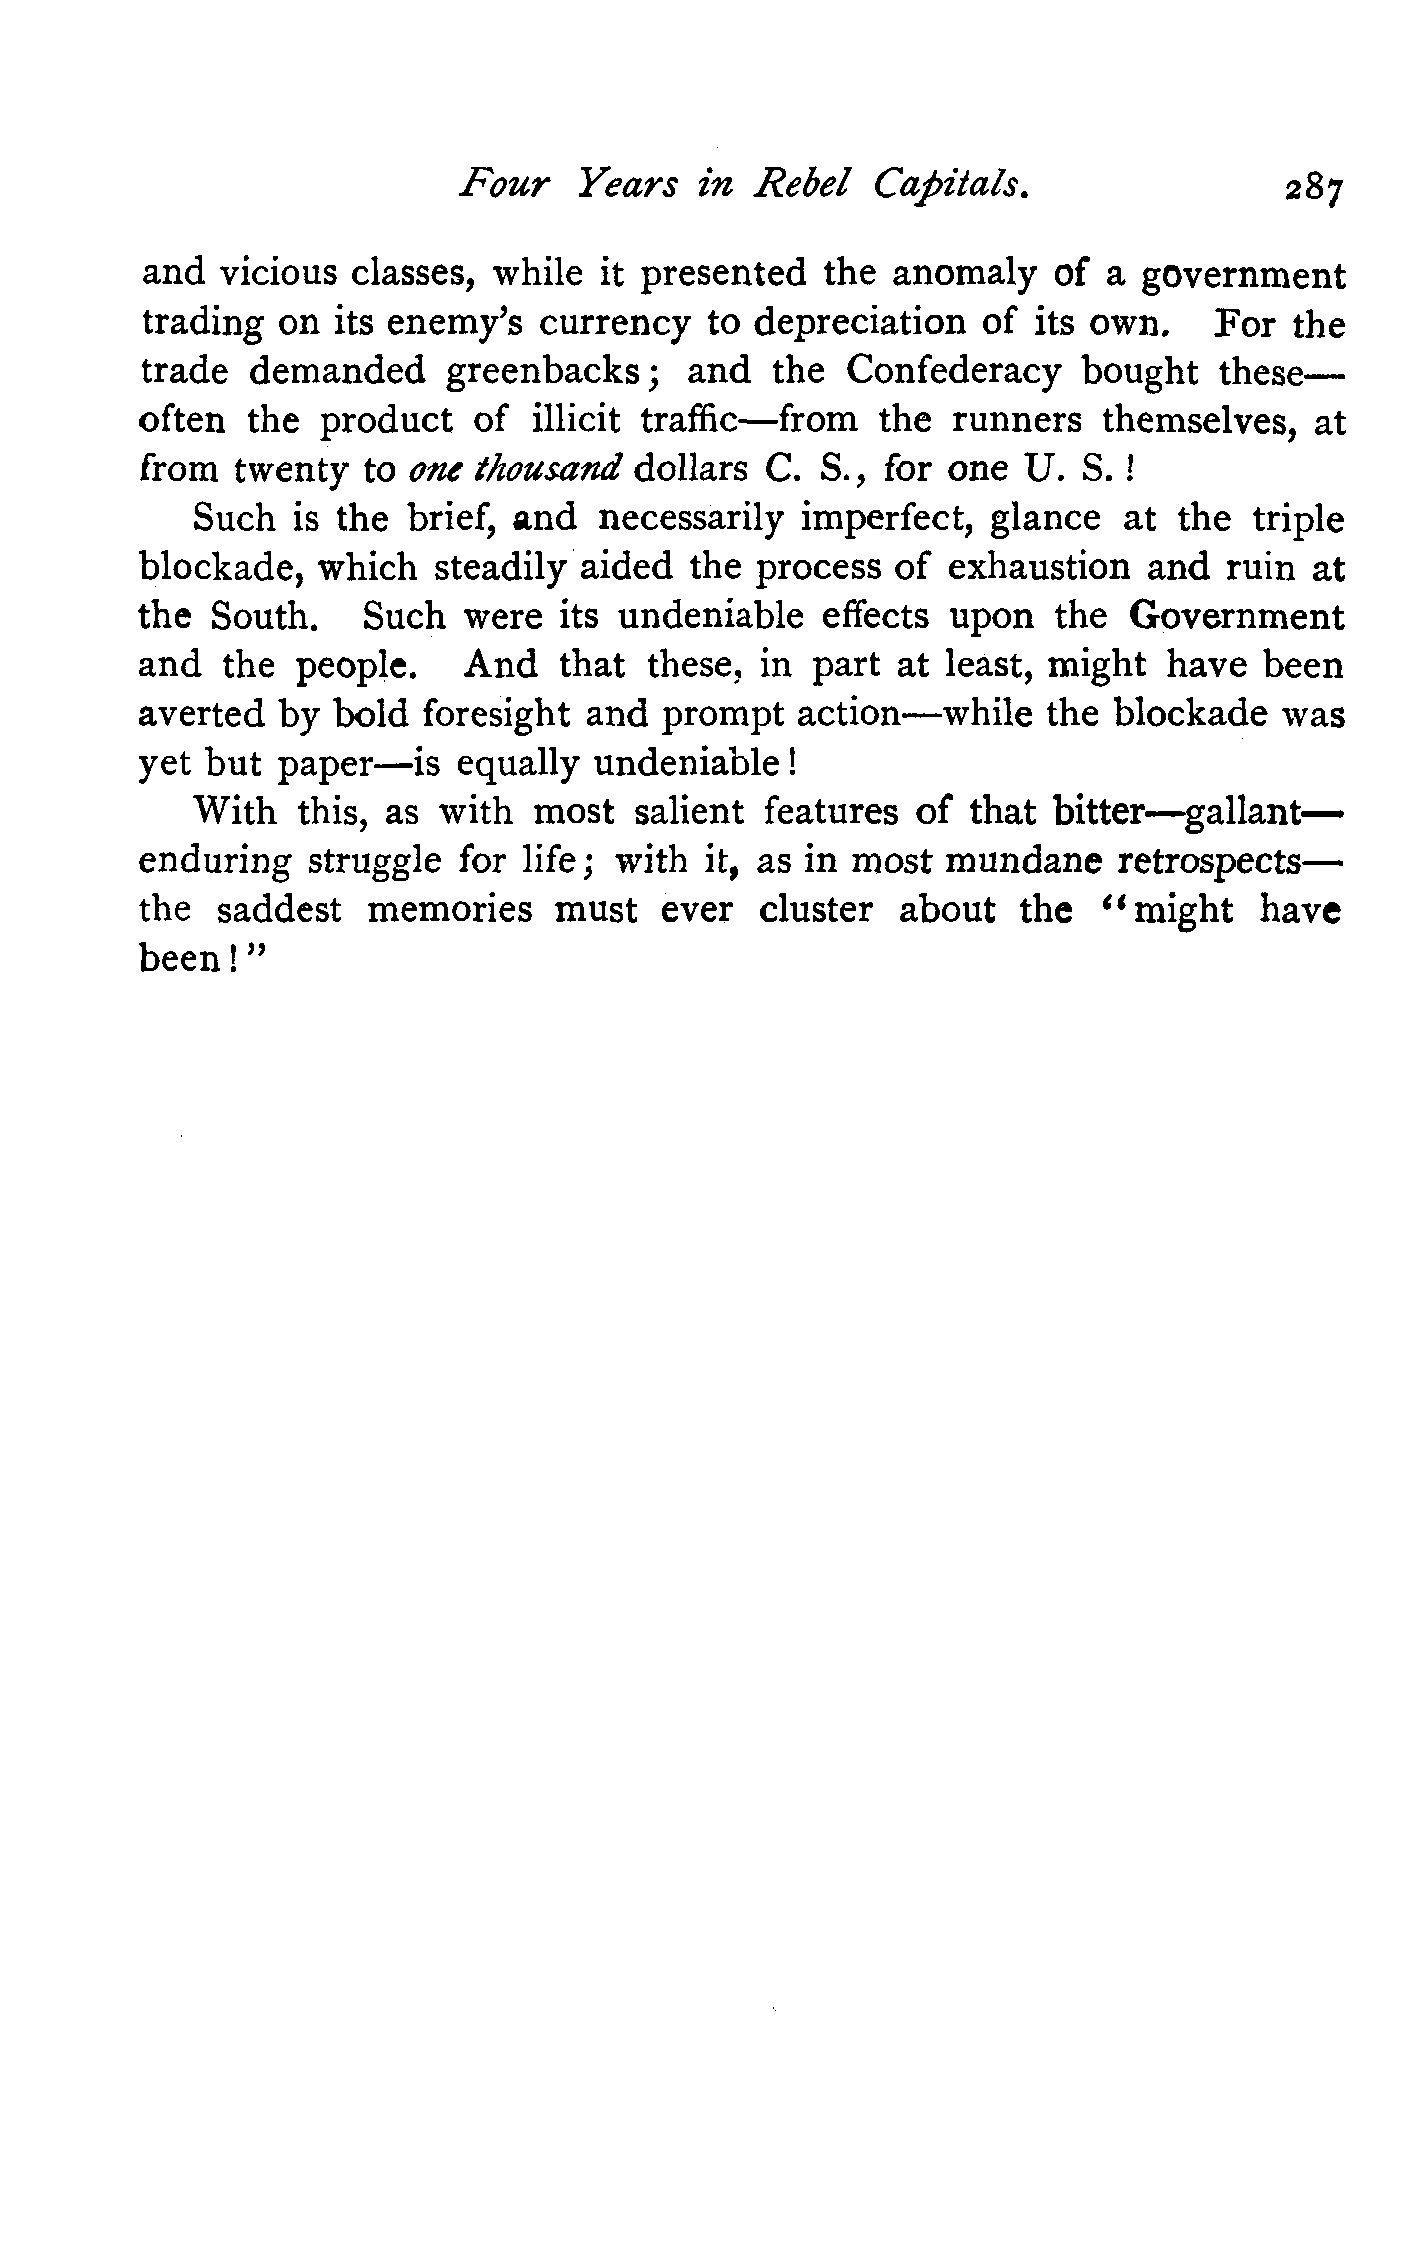 Four Years in Rebel Capitals. 287
and vicious classes, while it presented the anomaly of a government
trading on its enemy's currency to depreciation of its own. For the
trade demanded greenbacks; and the Confederacy bought these—
often the product of illicit traffic—from the runners themselves, at
from twenty to one thousand dollars C. S., for one U. S. !
Such is the brief, and necessarily imperfect, glance at the triple
blockade, which steadily aided the process of exhaustion and ruin at
the South. Such were its undeniable effects upon the Government
and the people. And that these, in part at least, might have been
averted by bold foresight and prompt action—while the blockade was
yet but paper—is equally undeniable!
With this, as with most salient features of that bitter—gallant—
enduring struggle for life; with it, as in most mundane retrospects—
the saddest memories must ever cluster about the "might have
been!"